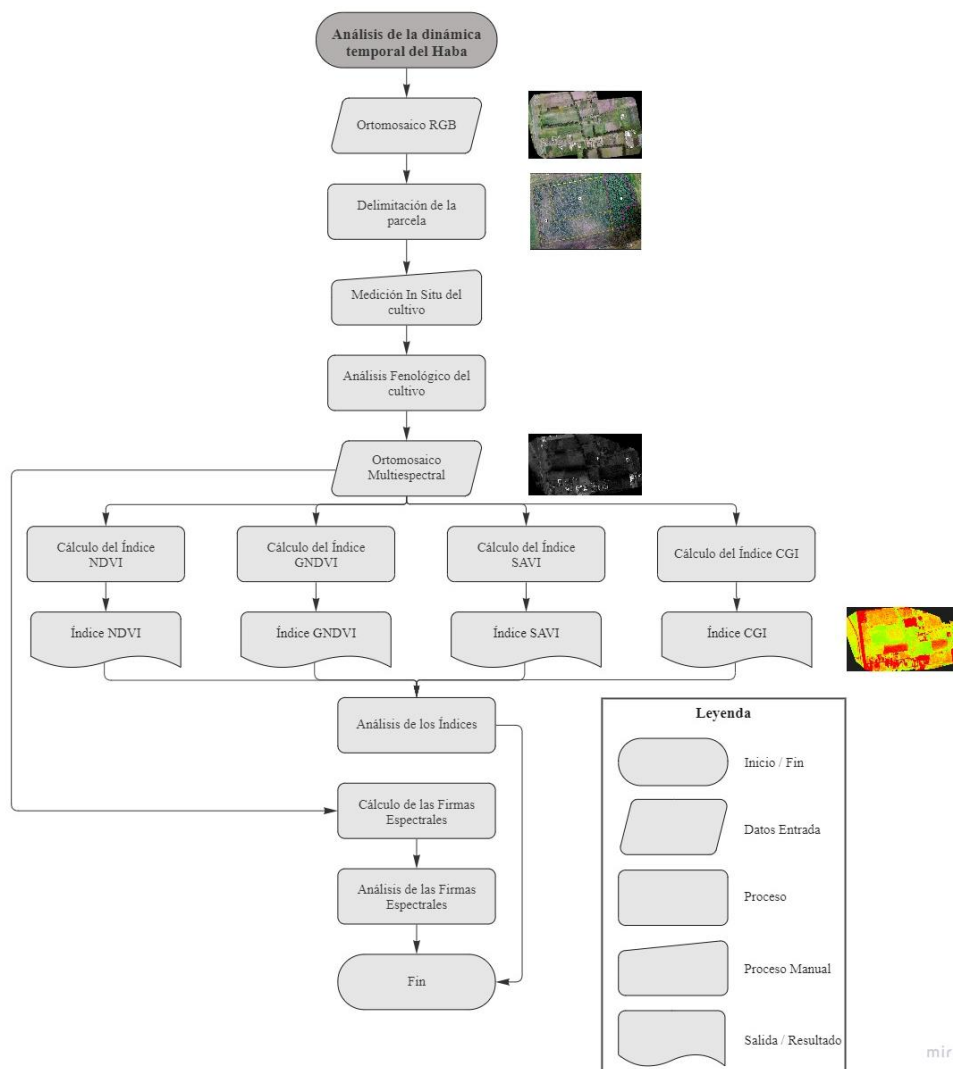 Análisis de la dinámica
temporal del Haba
Ortomosaico RGB
Delimitación de la
parcela
Medición In Situ del
cultivo
Análisis Fenológico del
cultivo
Ortomosaico
Multiespectral
Cálculo del Índice
NDVI
Cálculo del Índice
GNDVI
Cálculo del Índice
SAVI
Cálculo del Índice CGI
Índice NDVI
Índice GNDVI
Índice SAVI
Índice CGI
Análisis de los Índices
Cálculo de las Firmas
Espectrales
Análisis de las Firmas
Espectrales
Fin
Leyenda
Inicio / Fin
Datos Entrada
Proceso
Proceso Manual
Salida / Resultado
mir